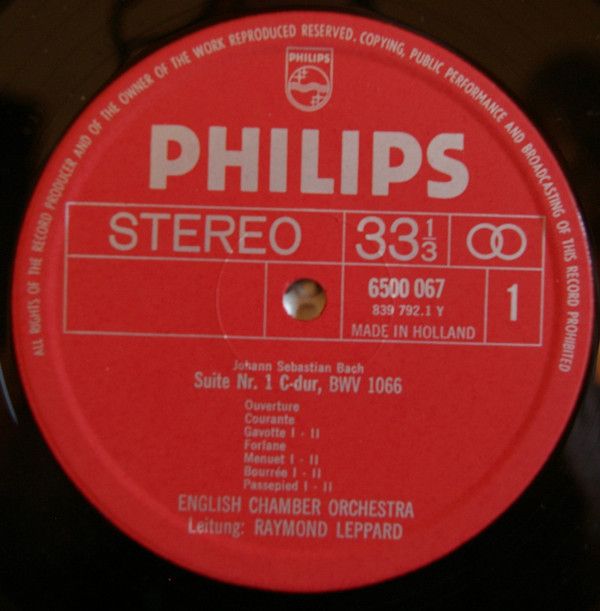 ALL RIGHTS OF THE RECORD PRODUCER AND OF THE OWNER OF THE WORK REPRODUCED RESERVED. COPYING, PUBLIC PERFORMANCE AND BROADCASTING OF THIS RECORD PROHIBITED
PHILIPS
PHILIPS
STEREO
33 1/3
6500 067
839 792.1 Y
MADE IN HOLLAND
1
Johann Sebastian Bach
Suite Nr. 1 C-dur, BWV 1066
Ouverture
Courante
Gavotte I - II
Forlane
Menuet I - II
Bourrée I - II
Passepied I - II
ENGLISH CHAMBER ORCHESTRA
Leitung: RAYMOND LEPPARD